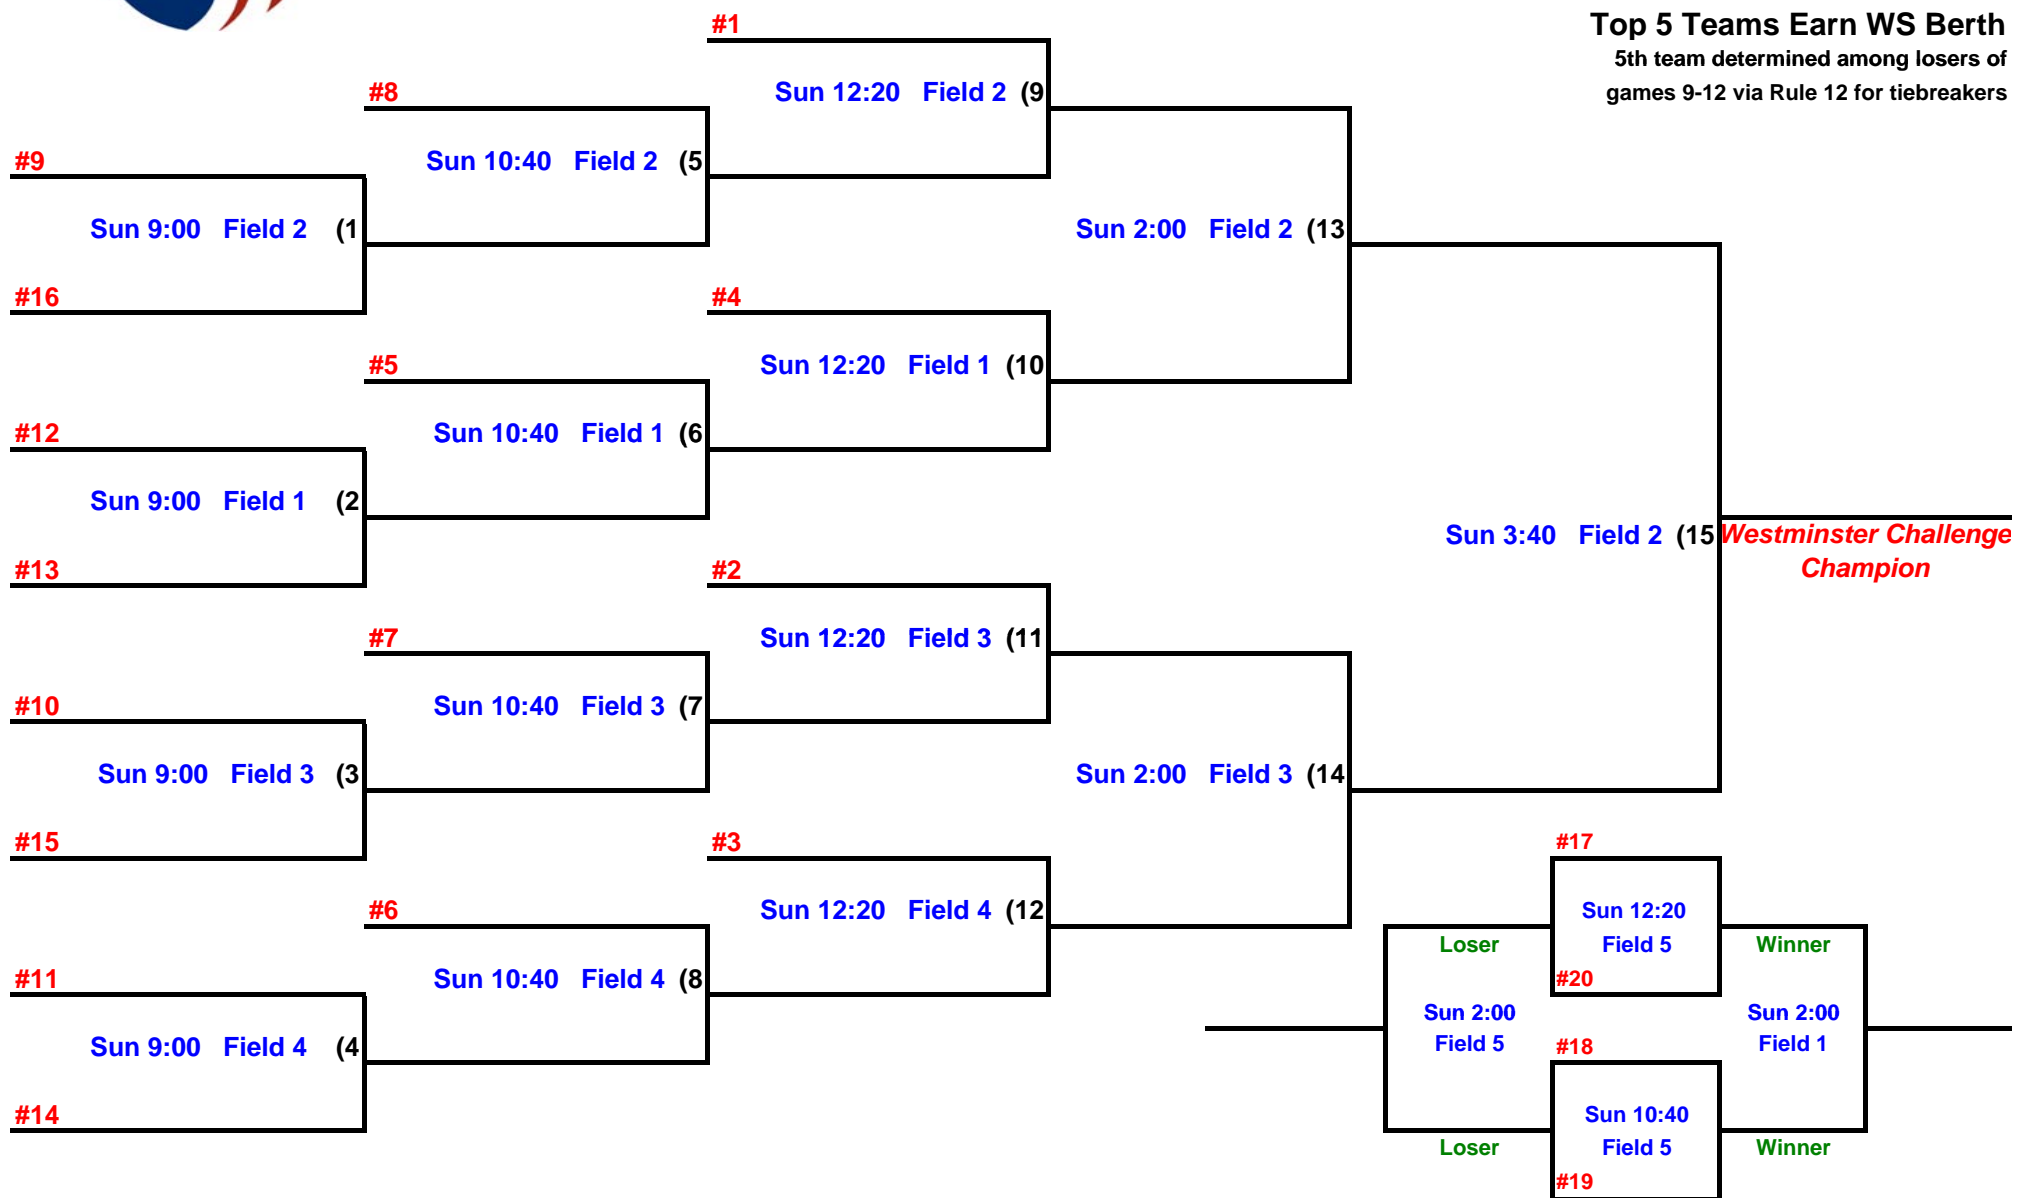 #1
Top 5 Teams Earn WS Berth
5th team determined among losers of
games 9-12 via Rule 12 for tiebreakers
#8
Sun 12:20 Field 2 (9
#9
Sun 10:40 Field 2 (5
Sun 9:00 Field 2 (1
Sun 2:00 Field 2 (13
#16
#4
#5
Sun 12:20 Field 1 (10
#12
Sun 10:40 Field 1 (6
Sun 9:00 Field 1 (2
Sun 3:40 Field 2 (15
Westminster Challenge
Champion
#13
#2
#7
Sun 12:20 Field 3 (11
#10
Sun 10:40 Field 3 (7
Sun 9:00 Field 3 (3
Sun 2:00 Field 3 (14
#15
#3
#17
#6
Sun 12:20 Field 4 (12
Sun 12:20
Field 5
Loser
Winner
#11
Sun 10:40 Field 4 (8
#20
Sun 2:00
Field 5
Sun 2:00
Field 1
Sun 9:00 Field 4 (4
#18
#14
Sun 10:40
Field 5
Loser
Winner
#19